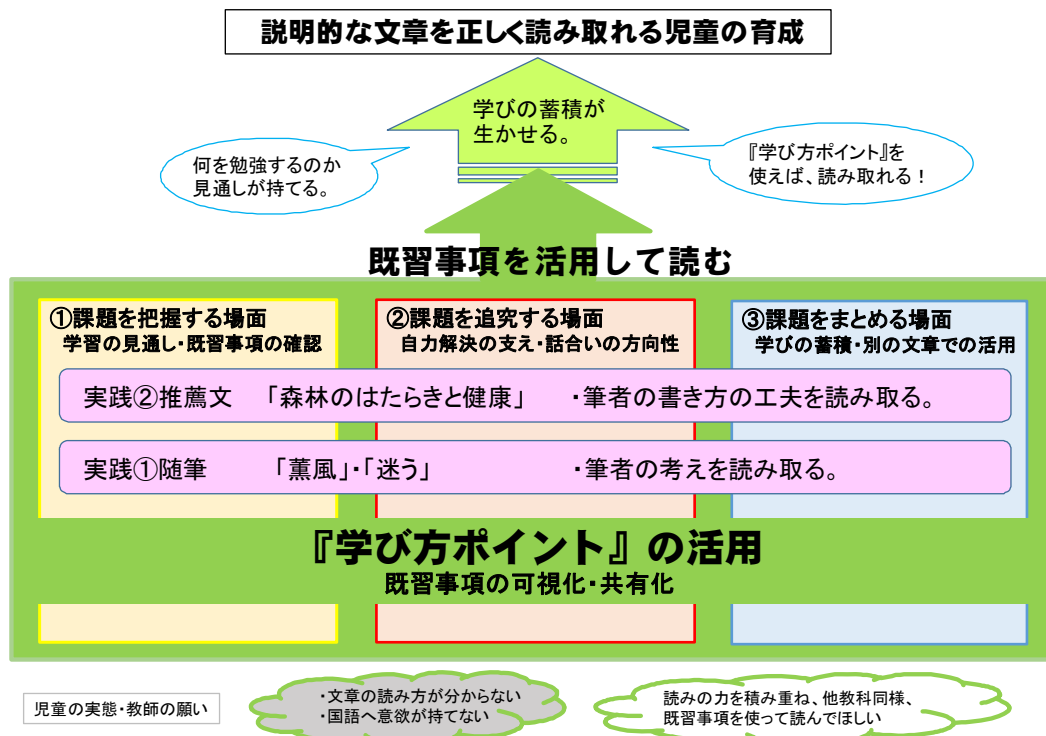 説明的な文章を正しく読み取れる児童の育成
学びの蓄積が
生かせる。
何を勉強するのか
見通しが持てる。
『学び方ポイント』を
使えば、読み取れる！
既習事項を活用して読む
①課題を把握する場面
学習の見通し・既習事項の確認
②課題を追究する場面
自力解決の支え・話合いの方向性
③課題をまとめる場面
学びの蓄積・別の文章での活用
実践②推薦文　「森林のはたらきと健康」　・筆者の書き方の工夫を読み取る。
実践①随筆　「薫風」・「迷う」　・筆者の考えを読み取る。
『学び方ポイント』の活用
既習事項の可視化・共有化
児童の実態・教師の願い
・文章の読み方が分からない
・国語へ意欲が持てない
読みの力を積み重ね、他教科同様、
既習事項を使って読んでほしい